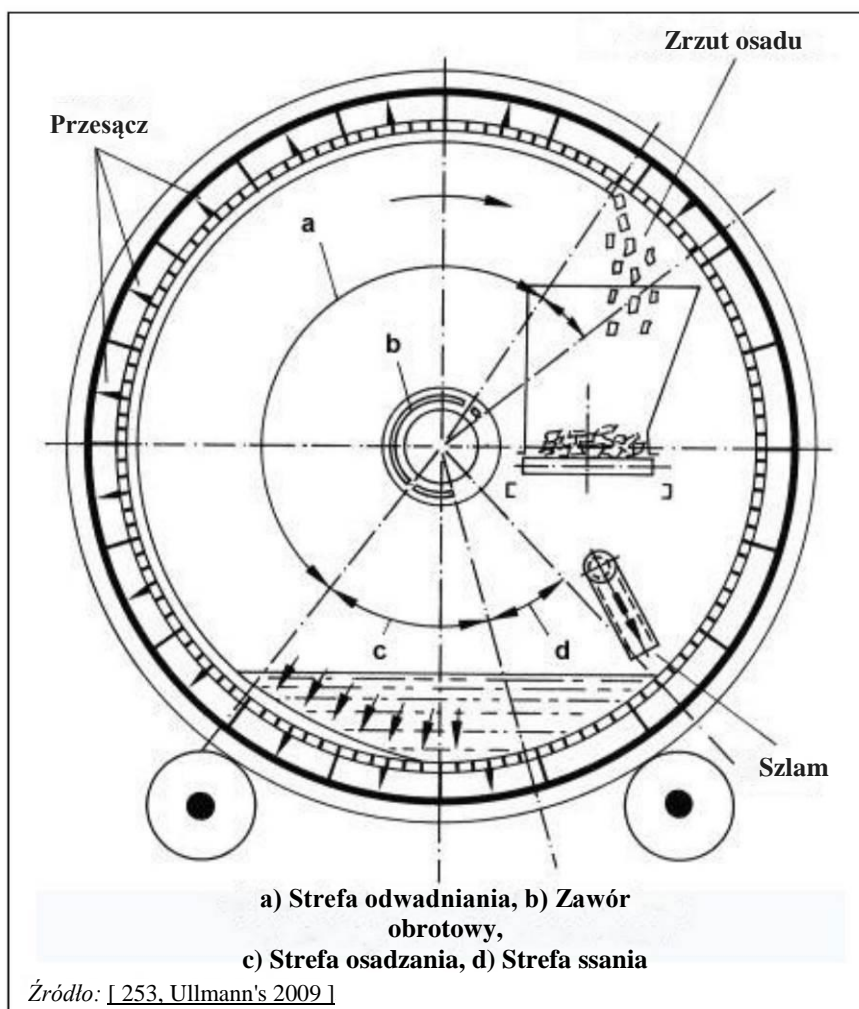 Zrzut osadu
Przesącz
a
b
c
d
Szlam
a) Strefa odwadniania, b) Zawór
obrotowy,
c) Strefa osadzania, d) Strefa ssania
Źródło: [ 253, Ullmann's 2009 ]